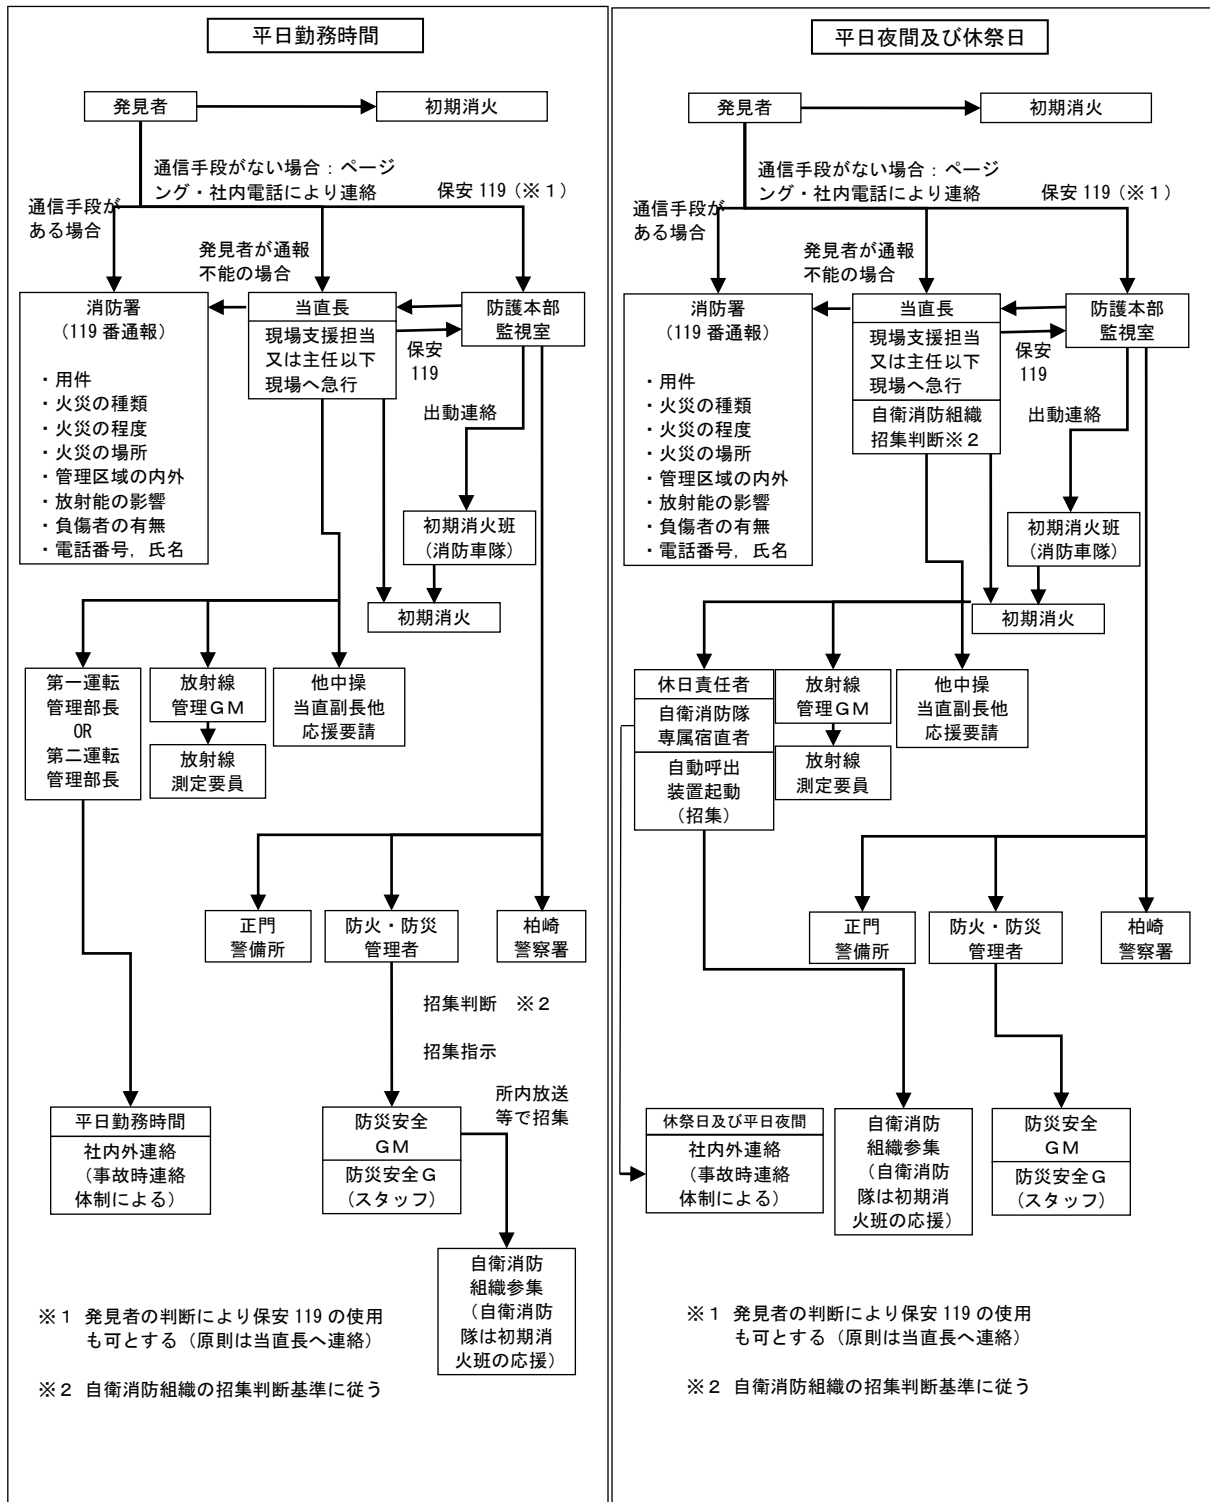 平日勤務時間
発見者
初期消火
通信手段がない場合：ペー​ジ
ング・社内電話により連絡
保安 119（※１）
通信手段が
ある場合
発見者が通報
不能の場合
消防署
（119 番通報）
・用件
・火災の種類
・火災の程度
・火災の場所
・管理区域の内外
・放射能の影響
・負傷者の有無
・電話番号，氏名
当直長
現場支援担当
又は主任以下
現場へ急行
防護本部
監視室
保安
119
出動連絡
初期消火班
（消防車隊）
初期消火
第一運転
管理部長
OR
第二運転
管理部長
放射線
管理ＧＭ
放射線
測定要員
他中操
当直副長他
応援要請
正門
警備所
防火・防災
管理者
柏崎
警察署
招集判断　※２
招集指示
所内放送
等で招集
平日勤務時間
社内外連絡
（事故時連絡
体制による）
防災安全
ＧＭ
防災安全Ｇ
（スタッフ）
自衛消防
組織参集
（自衛消防
隊は初期消
火班の応援）
※１ 発見者の判断により保安 119 の使用
も可とする（原則は当直長へ連絡）
※２ 自衛消防組織の招集判断基準に従う
平日夜間及び休祭日
発見者
初期消火
通信手段がない場合：ページ
ング・社内電話により連絡
保安 119（※１）
通信手段が
ある場合
発見者が通報
不能の場合
消防署
（119 番通報）
・用件
・火災の種類
・火災の程度
・火災の場所
・管理区域の内外
・放射能の影響
・負傷者の有無
・電話番号，氏名
当直長
現場支援担当
又は主任以下
現場へ急行
自衛消防組織
招集判断※２
防護本部
監視室
保安
119
出動連絡
初期消火班
（消防車隊）
初期消火
休日責任者
自衛消防隊
専属宿直者
自動呼出
装置起動
（招集）
放射線
管理ＧＭ
放射線
測定要員
他中操
当直副長他
応援要請
正門
警備所
防火・防災
管理者
柏崎
警察署
休祭日及び平日夜間
社内外連絡
（事故時連絡
体制による）
自衛消防
組織参集
（自衛消防
隊は初期消
火班の応援）
防災安全
ＧＭ
防災安全Ｇ
（スタッフ）
※１ 発見者の判断により保安 119 の使用
も可とする（原則は当直長へ連絡）
※２ 自衛消防組織の招集判断基準に従う